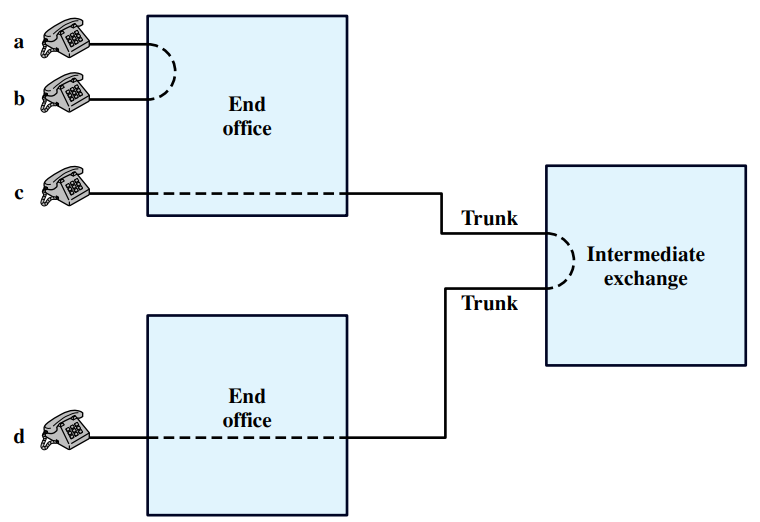 a
b
End
office
c
Trunk
Intermediate
exchange
Trunk
End
office
d